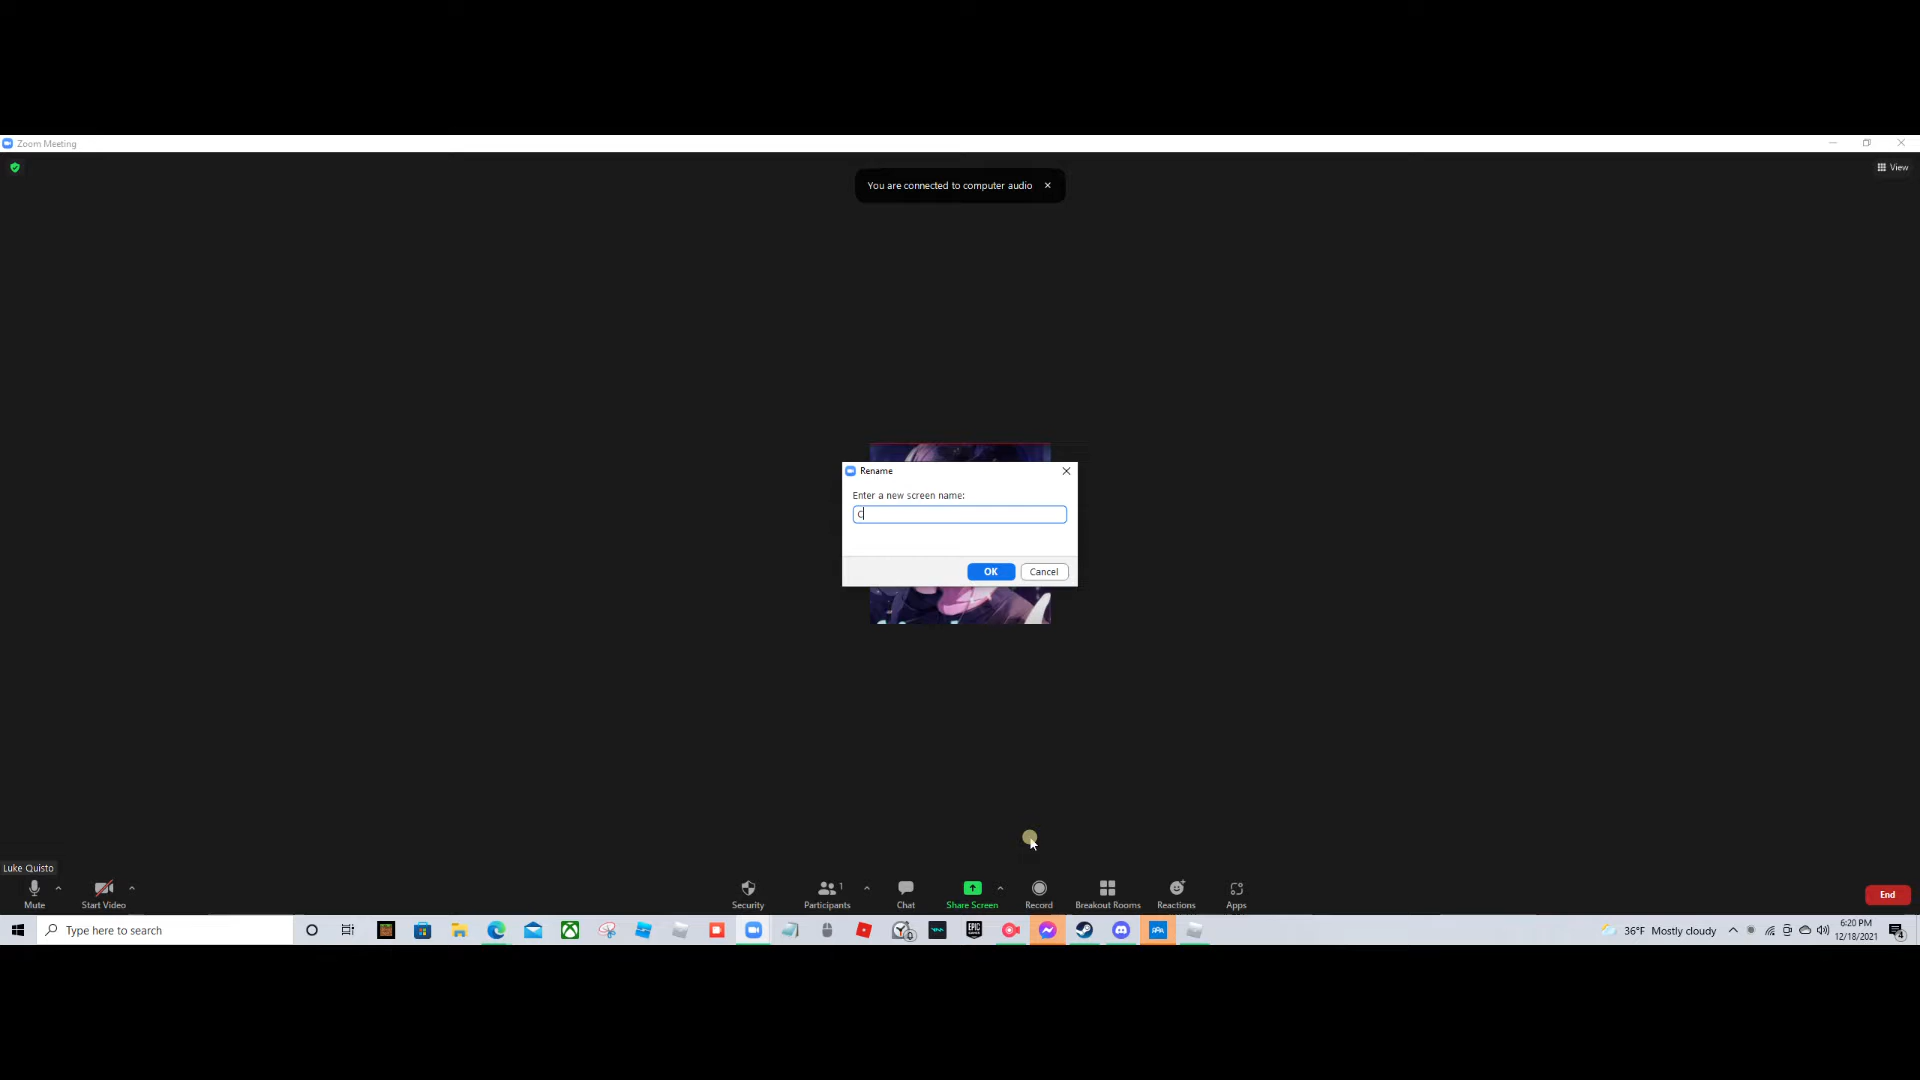 Zoom Meeting
View
You are connected to computer audio
Rename
Enter a new screen name:
C
OK
Cancel
Luke Quisto
Mute
Start Video
Security
Participants
1
Chat
Share Screen
Record
Breakout Rooms
Reactions
Apps
End
Type here to search
EPIC
36°F Mostly cloudy
6:20 PM
12/18/2021
4